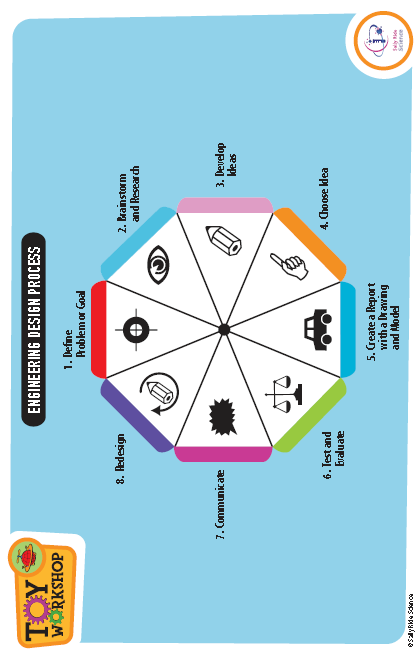 TOY
WORKSHOP
ENGINEERING DESIGN PROCESS
Sally Ride
Science
1. Define
Problem or Goal
2. Brainstorm
and Research
3. Develop
Ideas
4. Choose Idea
5. Create a Report
with a Drawing
and Model
6. Test and
Evaluate
7. Communicate
8. Redesign
© Sally Ride Science